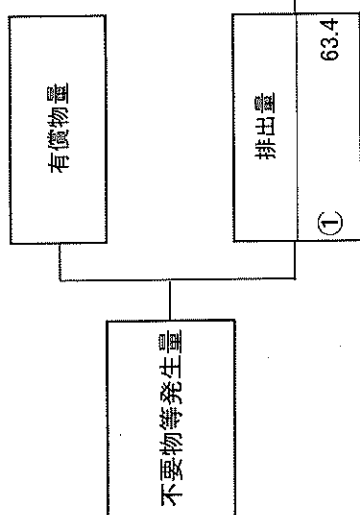 不要物等発生量
有償物量
排出量
①
63.4